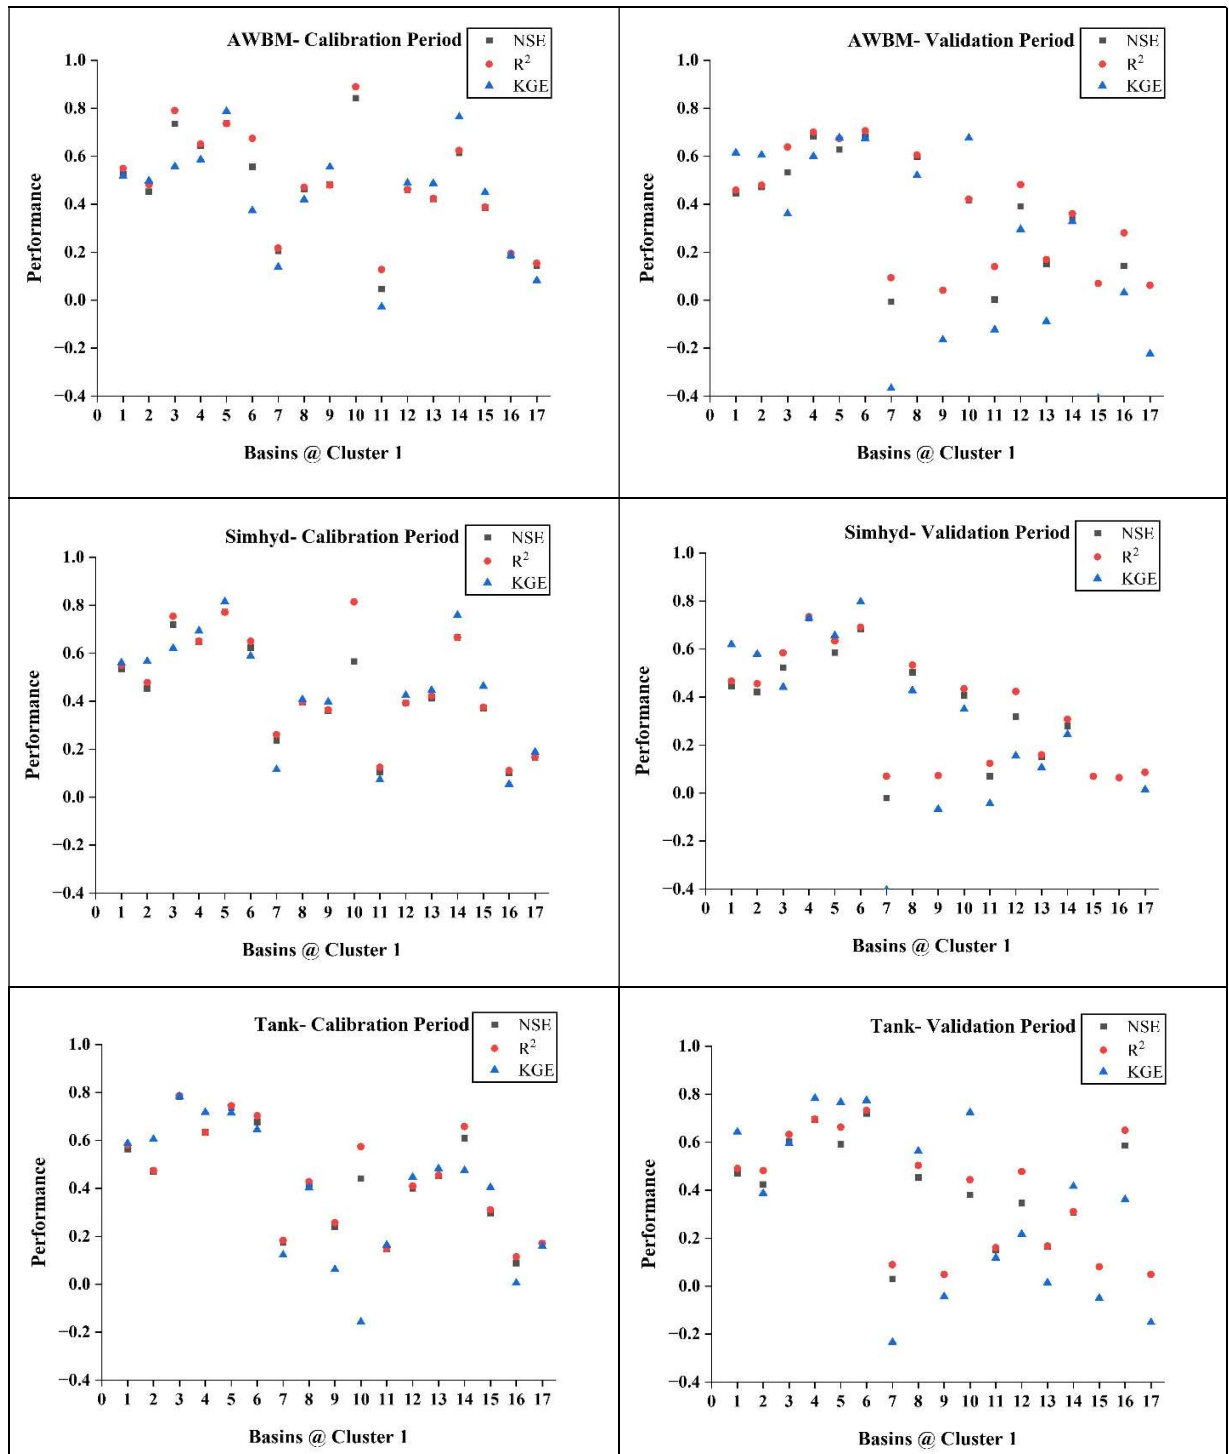 AWBM- Calibration Period
NSE
R²
KGE
1.0
0.8
0.6
0.4
0.2
0.0
−0.2
−0.4
Performance
0 1 2 3 4 5 6 7 8 9 10 11 12 13 14 15 16 17
Basins @ Cluster 1
AWBM- Validation Period
NSE
R²
KGE
1.0
0.8
0.6
0.4
0.2
0.0
−0.2
−0.4
Performance
0 1 2 3 4 5 6 7 8 9 10 11 12 13 14 15 16 17
Basins @ Cluster 1
Simhyd- Calibration Period
NSE
R²
KGE
1.0
0.8
0.6
0.4
0.2
0.0
−0.2
−0.4
Performance
0 1 2 3 4 5 6 7 8 9 10 11 12 13 14 15 16 17
Basins @ Cluster 1
Simhyd- Validation Period
NSE
R²
KGE
1.0
0.8
0.6
0.4
0.2
0.0
−0.2
−0.4
Performance
0 1 2 3 4 5 6 7 8 9 10 11 12 13 14 15 16 17
Basins @ Cluster 1
Tank- Calibration Period
NSE
R²
KGE
1.0
0.8
0.6
0.4
0.2
0.0
−0.2
−0.4
Performance
0 1 2 3 4 5 6 7 8 9 10 11 12 13 14 15 16 17
Basins @ Cluster 1
Tank- Validation Period
NSE
R²
KGE
1.0
0.8
0.6
0.4
0.2
0.0
−0.2
−0.4
Performance
0 1 2 3 4 5 6 7 8 9 10 11 12 13 14 15 16 17
Basins @ Cluster 1